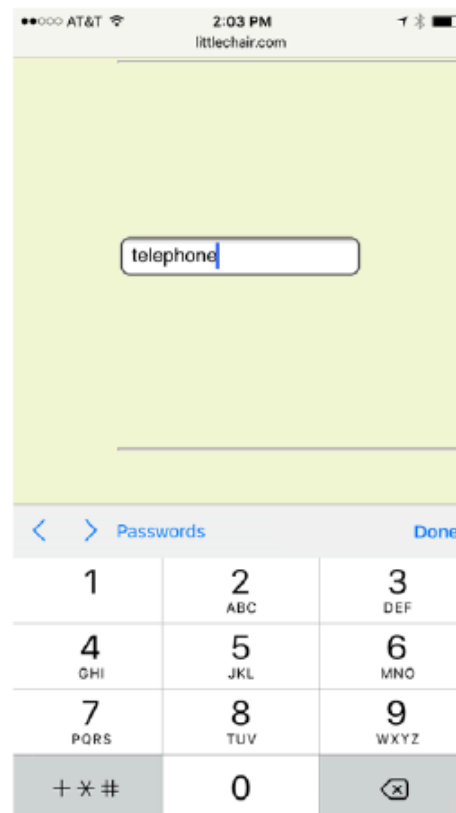 AT&T 2:03 PM
littlechair.com
telephone
Passwords Done
1 2 3
ABC DEF
4 5 6
GHI JKL MNO
7 8 9
PQRS TUV WXYZ
+*# 0